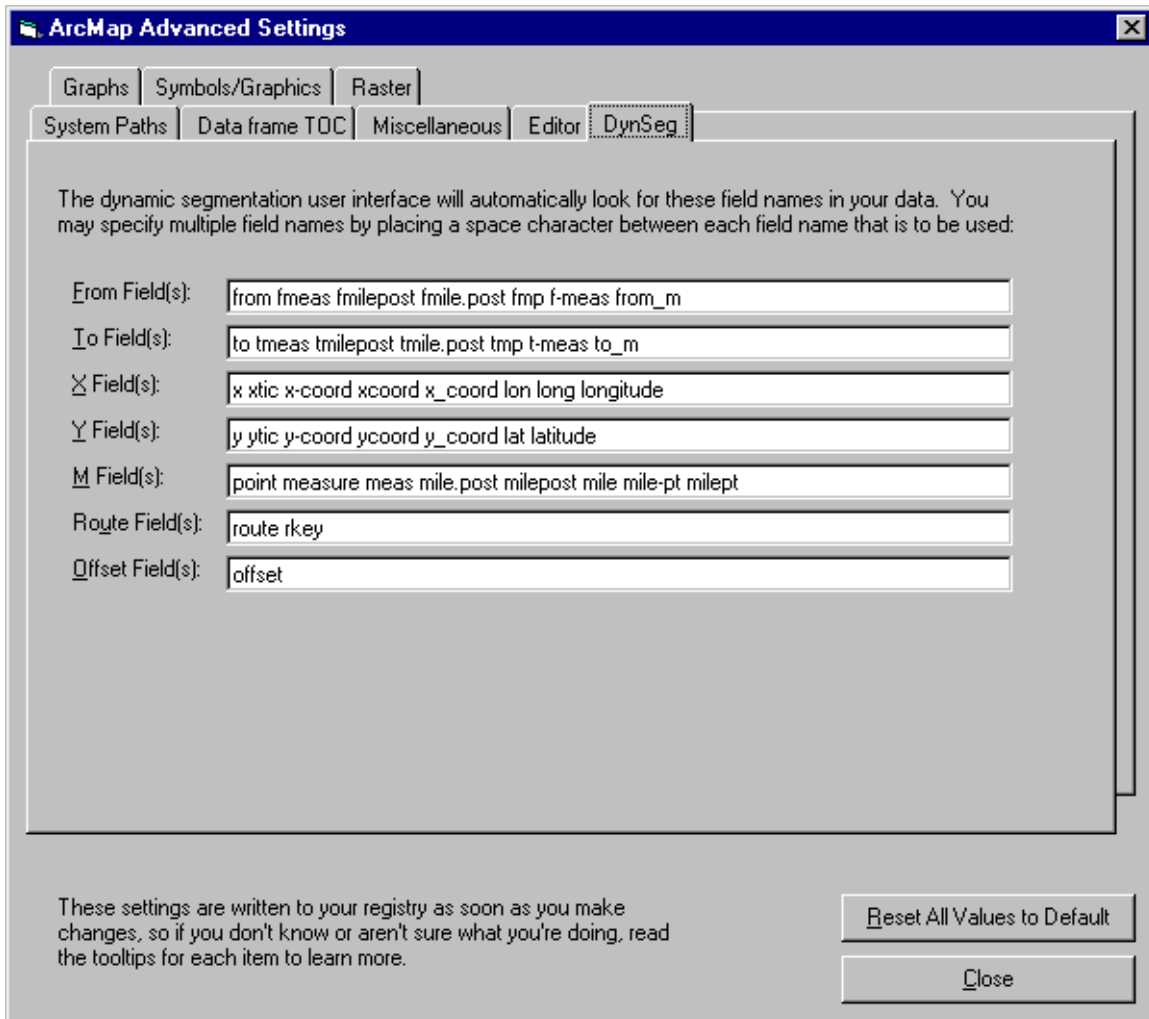 ArcMap Advanced Settings
Graphs Symbols/Graphics Raster
System Paths Data frame TOC Miscellaneous Editor DynSeg
The dynamic segmentation user interface will automatically look for these field names in your data. You
may specify multiple field names by placing a space character between each field name that is to be used:
From Field(s): from fmeas fmilepost fmile.post fmp f-meas from_m
To Field(s): to tmeas tmilepost tmile.post tmp t-meas to_m
X Field(s): x xtic x-coord xcoord x_coord lon long longitude
Y Field(s): y ytic y-coord ycoord y_coord lat latitude
M Field(s): point measure meas mile.post milepost mile mile-pt milept
Route Field(s): route rkey
Offset Field(s): offset
These settings are written to your registry as soon as you make
changes, so if you don't know or aren't sure what you're doing, read
the tooltips for each item to learn more.
Reset All Values to Default
Close